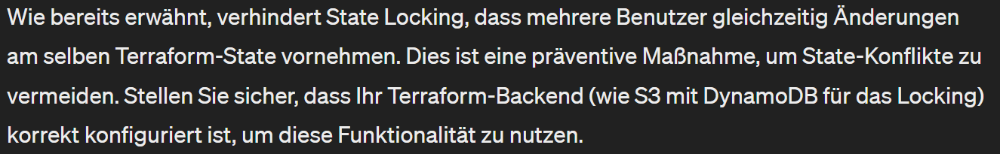 Wie bereits erwähnt, verhindert State Locking, dass mehrere Benutzer gleichzeitig Änderungen
am selben Terraform-State vornehmen. Dies ist eine präventive Maßnahme, um State-Konflikte zu
vermeiden. Stellen Sie sicher, dass Ihr Terraform-Backend (wie S3 mit DynamoDB für das Locking)
korrekt konfiguriert ist, um diese Funktionalität zu nutzen.